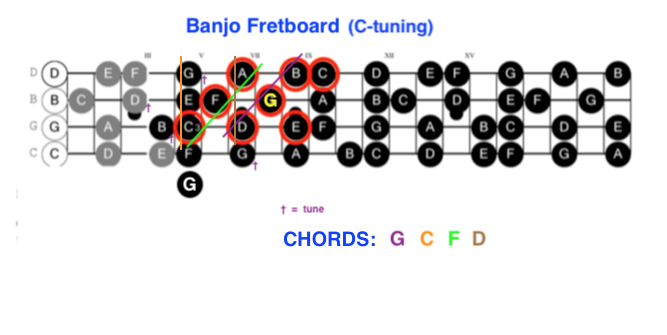 Banjo Fretboard (C-tuning)
III V VII IX XII XV
D D E F G † A B C D E F G A B
B B C D † E F G A B C D E F G
G G A B C D E F G A B C D E
C C D E F G † A B C D E F G A
G
† = tune
CHORDS: G C F D